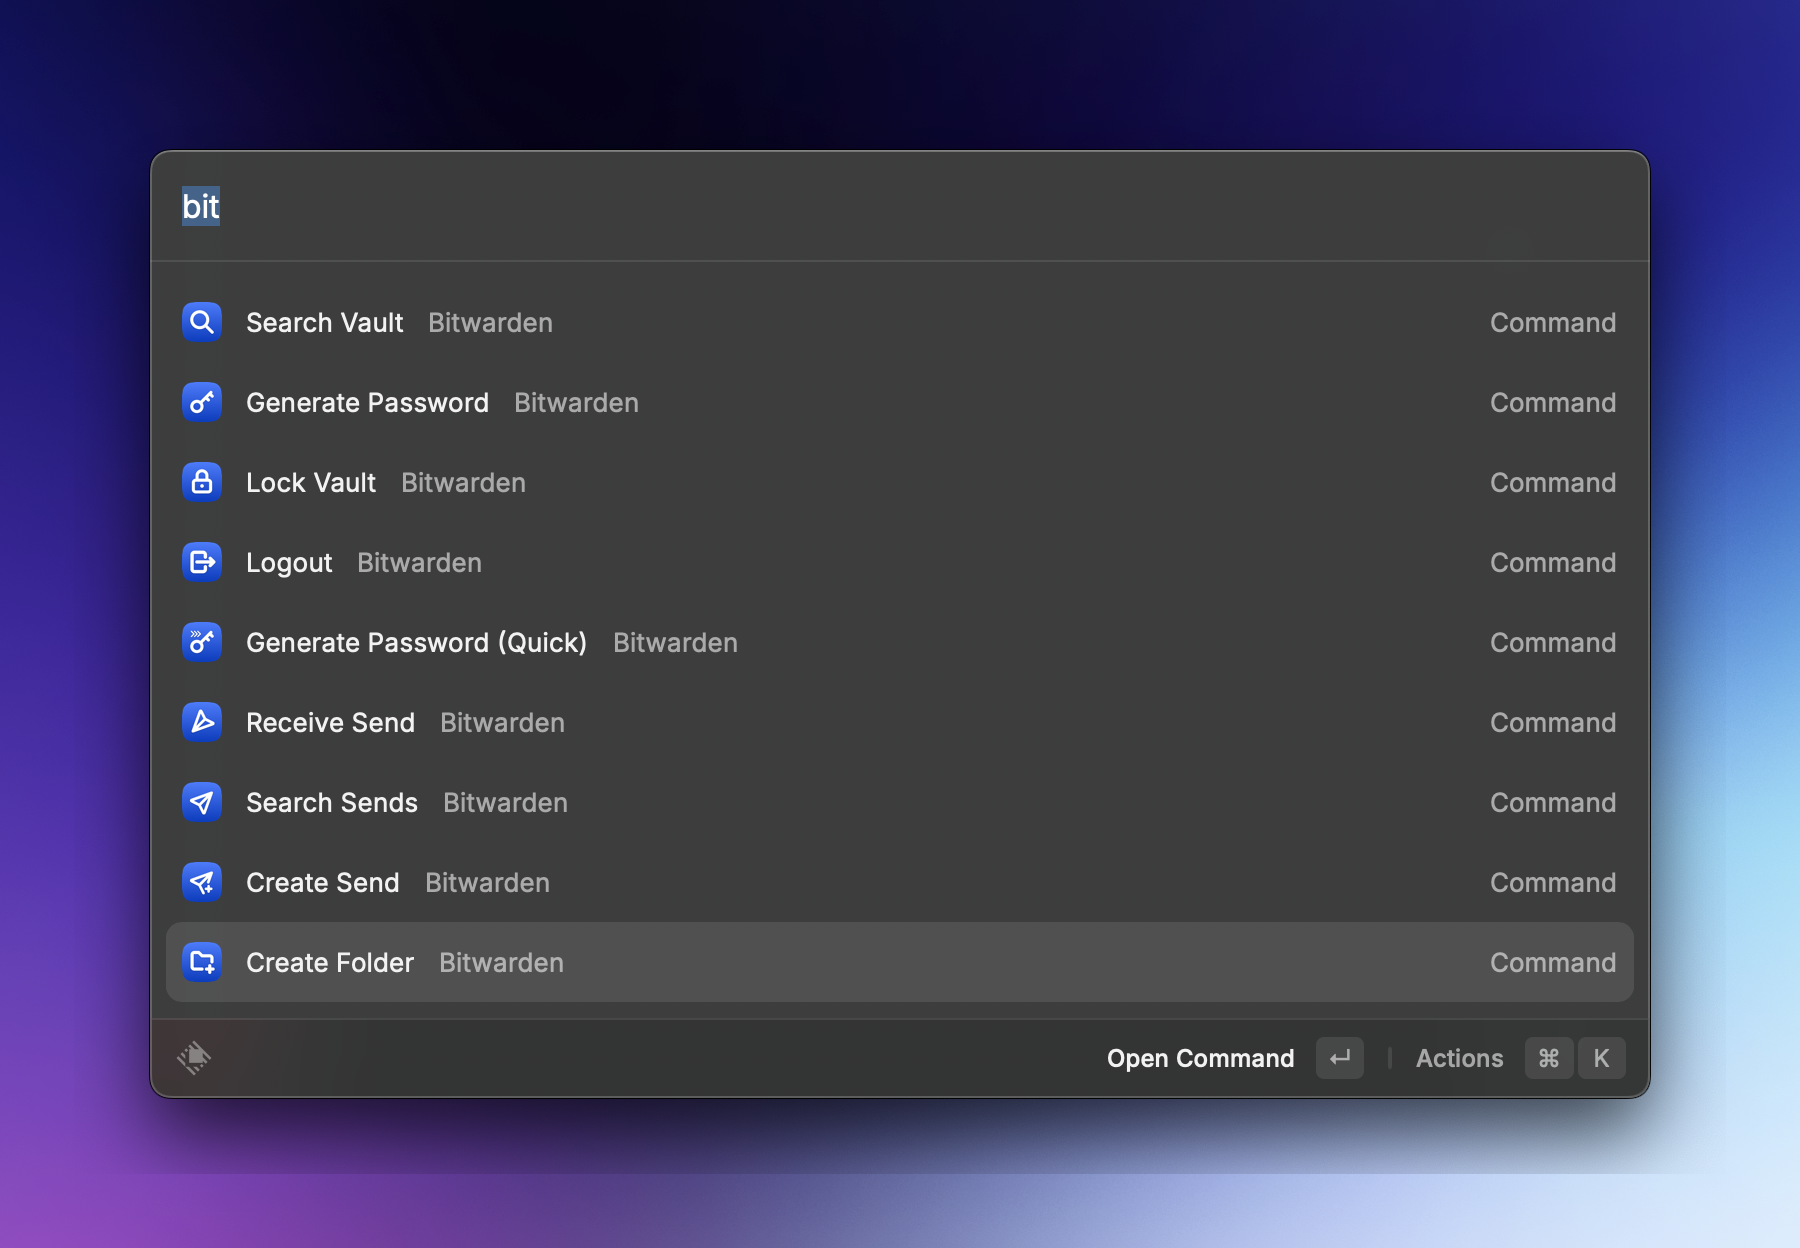 bit
Search Vault Bitwarden Command
Generate Password Bitwarden Command
Lock Vault Bitwarden Command
Logout Bitwarden Command
Generate Password (Quick) Bitwarden Command
Receive Send Bitwarden Command
Search Sends Bitwarden Command
Create Send Bitwarden Command
Create Folder Bitwarden Command
Open Command ↵ | Actions ⌘ K